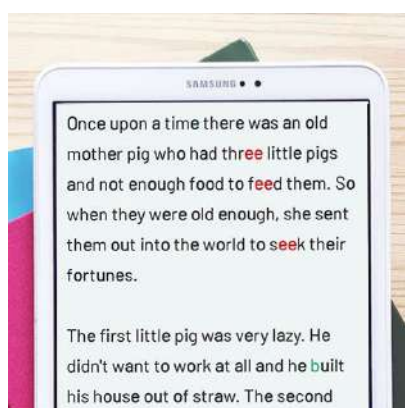 SAMSUNG
Once upon a time there was an old
mother pig who had three little pigs
and not enough food to feed them. So
when they were old enough, she sent
them out into the world to seek their
fortunes.
The first little pig was very lazy. He
didn't want to work at all and he built
his house out of straw. The second